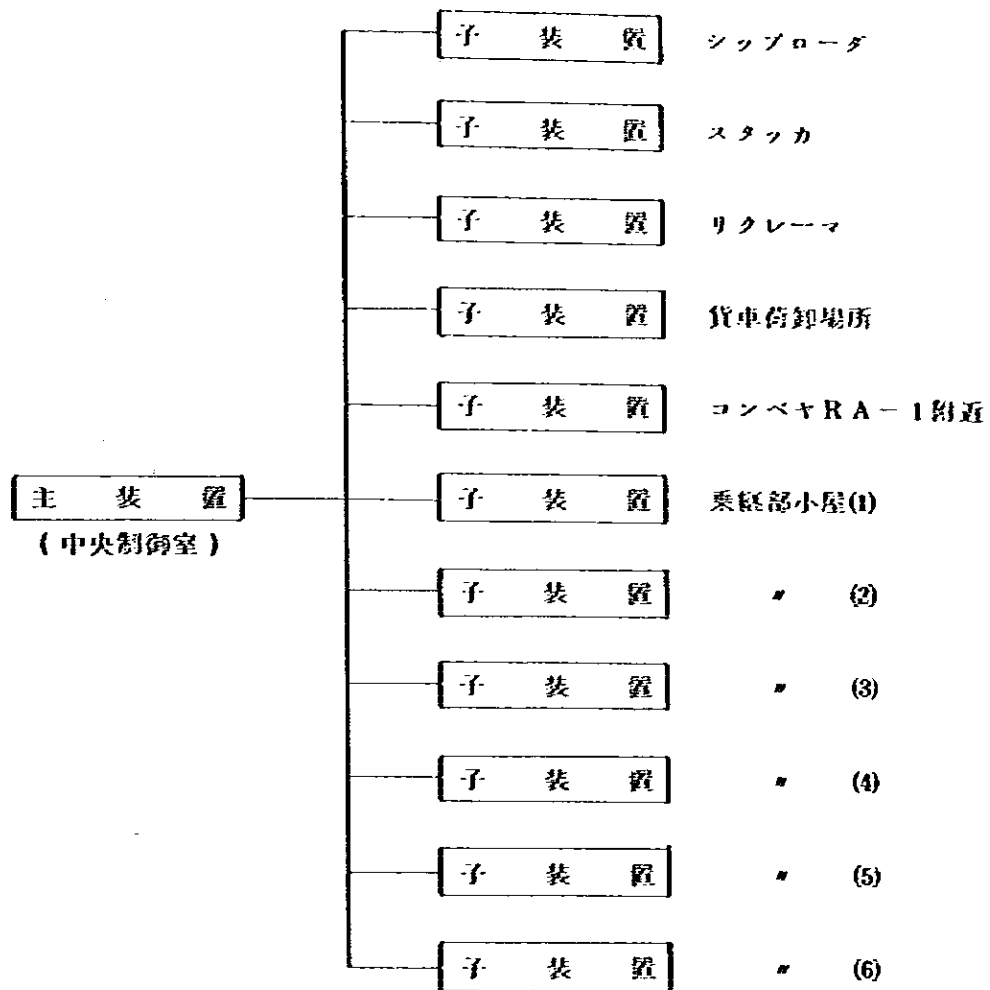 子装置 シップローダ
子装置 スタッカ
子装置 リクレーマ
子装置 貨車荷卸場所
子装置 コンベヤRA-1附近
主装置
(中央制御室)
子装置 乗継部小屋(1)
子装置 〃 (2)
子装置 〃 (3)
子装置 〃 (4)
子装置 〃 (5)
子装置 〃 (6)